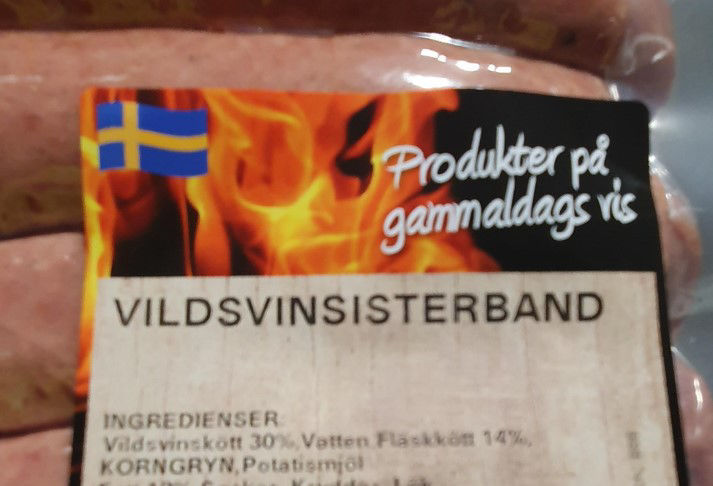 Produkter på
gammaldags vis
VILDSVINSISTERBAND
INGREDIENSER:
Vildsvinskött 30%,Vatten,Fläskkött 14%,
KORNGRYN,Potatismjöl